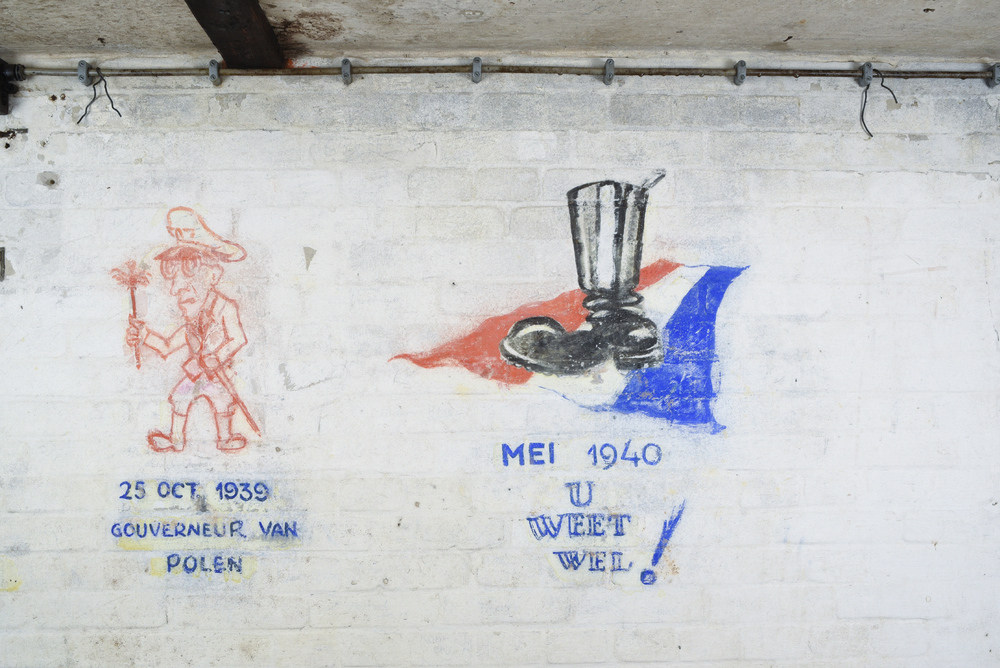 25 OCT. 1939
GOUVERNEUR VAN
POLEN
MEI 1940
U
WEET
WEL!